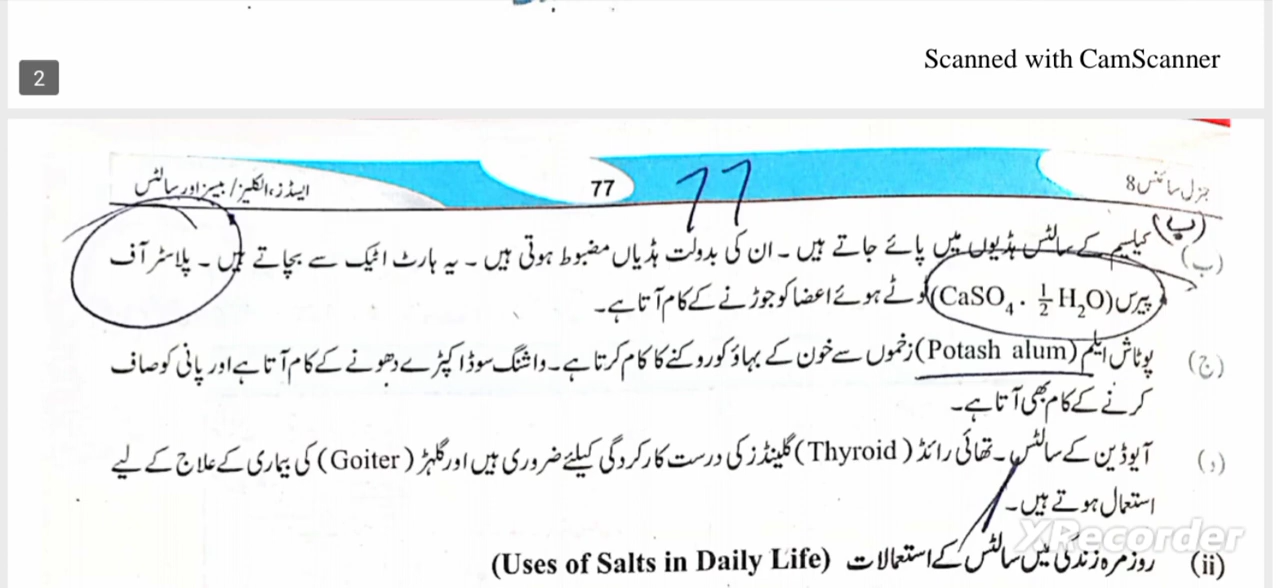 Scanned with CamScanner
2
جنرل سائنس 8
77
77
ایسڈز، الکلیز/بیسز اور سالٹس
(ب)
(ب) کیلسیم کے سالٹس ہڈیوں میں پائے جاتے ہیں ۔ ان کی بدولت ہڈیاں مضبوط ہوتی ہیں ۔ یہ ہارٹ اٹیک سے بچاتے ہیں ۔ پلاسٹر آف
پیرس (CaSO₄ . ½ H₂O) ٹوٹے ہوئے اعضا کو جوڑنے کے کام آتا ہے۔
(ج) پوٹاش ایلم (Potash alum) زخموں سے خون کے بہاؤ کو روکنے کا کام کرتا ہے۔ واشنگ سوڈا کپڑے دھونے کے کام آتا ہے اور پانی کو صاف
کرنے کے کام بھی آتا ہے۔
(د) آیوڈین کے سالٹس ۔ تھائی رائڈ (Thyroid) گلینڈز کی درست کارکردگی کیلئے ضروری ہیں اور گلہڑ (Goiter) کی بیماری کے علاج کے لیے
استعمال ہوتے ہیں ۔
(ii) روزمرہ زندگی میں سالٹس کے استعمالات (Uses of Salts in Daily Life)
XRecorder